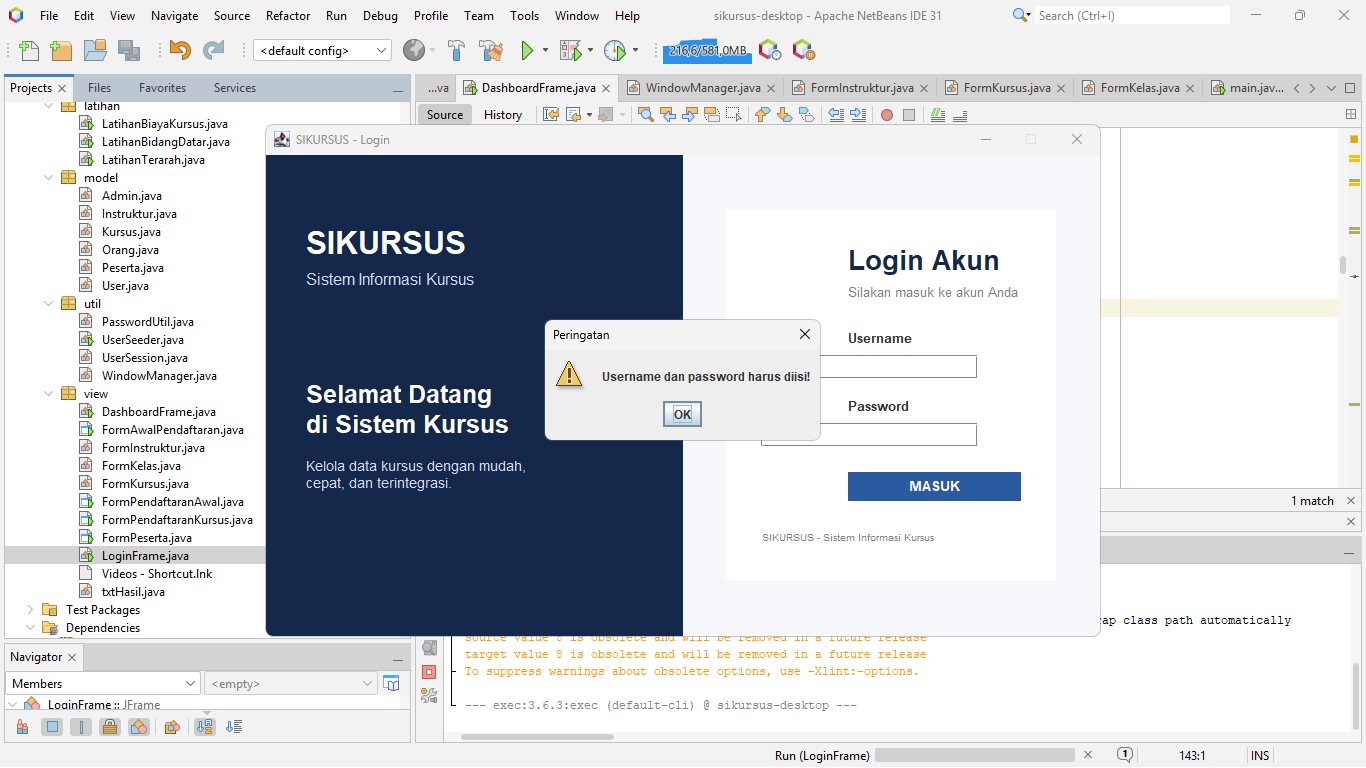 File Edit View Navigate Source Refactor Run Debug Profile Team Tools Window Help
sikursus-desktop - Apache NetBeans IDE 31
Search (Ctrl+I)
<default config>
216,6/581,0MB
Projects Files Favorites Services
...va DashboardFrame.java WindowManager.java FormInstruktur.java FormKursus.java FormKelas.java main.jav...
Source History
latihan
LatihanBiayaKursus.java
LatihanBidangDatar.java
LatihanTerarah.java
model
Admin.java
Instruktur.java
Kursus.java
Orang.java
Peserta.java
User.java
util
PasswordUtil.java
UserSeeder.java
UserSession.java
WindowManager.java
view
DashboardFrame.java
FormAwalPendaftaran.java
FormInstruktur.java
FormKelas.java
FormKursus.java
FormPendaftaranAwal.java
FormPendaftaranKursus.java
FormPeserta.java
LoginFrame.java
Videos - Shortcut.lnk
txtHasil.java
Test Packages
Dependencies
Navigator
Members
<empty>
LoginFrame :: JFrame
SIKURSUS - Login
SIKURSUS
Sistem Informasi Kursus
Selamat Datang
di Sistem Kursus
Kelola data kursus dengan mudah,
cepat, dan terintegrasi.
Login Akun
Silakan masuk ke akun Anda
Username
Password
MASUK
SIKURSUS - Sistem Informasi Kursus
Peringatan
Username dan password harus diisi!
OK
1 match
ap class path automatically
source value 8 is obsolete and will be removed in a future release
target value 8 is obsolete and will be removed in a future release
To suppress warnings about obsolete options, use -Xlint:-options.
--- exec:3.6.3:exec (default-cli) @ sikursus-desktop ---
Run (LoginFrame)
1
143:1
INS